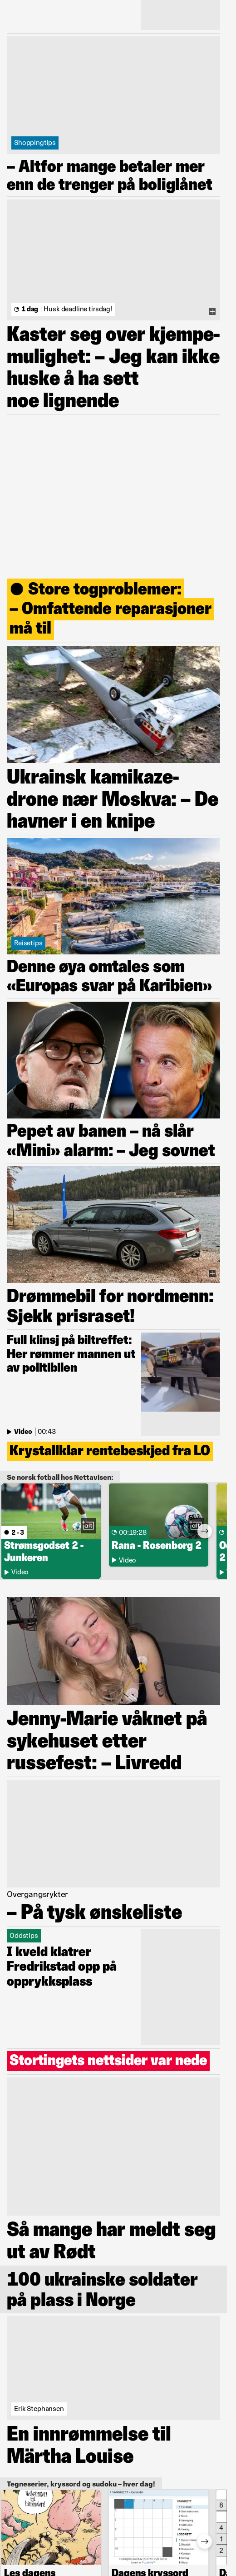 Shoppingtips
– Altfor mange betaler mer
enn de trenger på boliglånet
1 dag | Husk deadline tirsdag!
Kaster seg over kjempe-
mulighet: – Jeg kan ikke
huske å ha sett
noe lignende
Store togproblemer:
– Omfattende reparasjoner
må til
Ukrainsk kamikaze-
drone nær Moskva: – De
havner i en knipe
Reisetips
Denne øya omtales som
«Europas svar på Karibien»
Pepet av banen – nå slår
«Mini» alarm: – Jeg sovnet
Drømmebil for nordmenn:
Sjekk prisraset!
Full klinsj på biltreffet:
Her rømmer mannen ut
av politibilen
Video | 00:43
Krystallklar rentebeskjed fra LO
Se norsk fotball hos Nettavisen:
2 - 3
Strømsgodset 2 -
Junkeren
Video
00:19:28
Rana - Rosenborg 2
Video
Jenny-Marie våknet på
sykehuset etter
russefest: – Livredd
Overgangsrykter
– På tysk ønskeliste
Oddstips
I kveld klatrer
Fredrikstad opp på
opprykksplass
Stortingets nettsider var nede
Så mange har meldt seg
ut av Rødt
100 ukrainske soldater
på plass i Norge
Erik Stephansen
En innrømmelse til
Märtha Louise
Tegneserier, kryssord og sudoku – hver dag!
Les dagens
Dagens kryssord